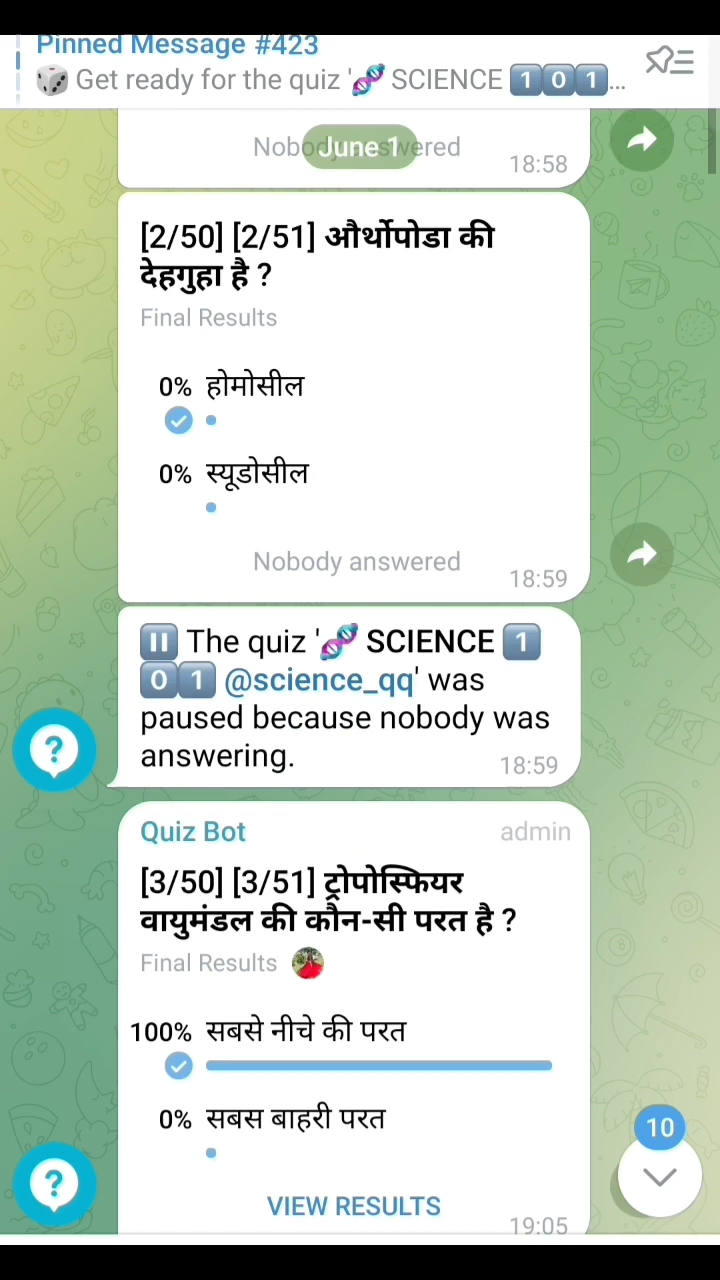 Pinned Message #423
🎲 Get ready for the quiz '🧬 SCIENCE 1️⃣0️⃣1️⃣...
Nobody answered
June 1
18:58
[2/50] [2/51] और्थोपोडा की
देहगुहा है ?
Final Results
0% होमोसील
0% स्यूडोसील
Nobody answered
18:59
⏸ The quiz '🧬 SCIENCE 1️⃣
0️⃣1️⃣ @science_qq' was
paused because nobody was
answering.
18:59
Quiz Bot
admin
[3/50] [3/51] ट्रोपोस्फियर
वायुमंडल की कौन-सी परत है ?
Final Results
100% सबसे नीचे की परत
0% सबस बाहरी परत
10
VIEW RESULTS
19:05